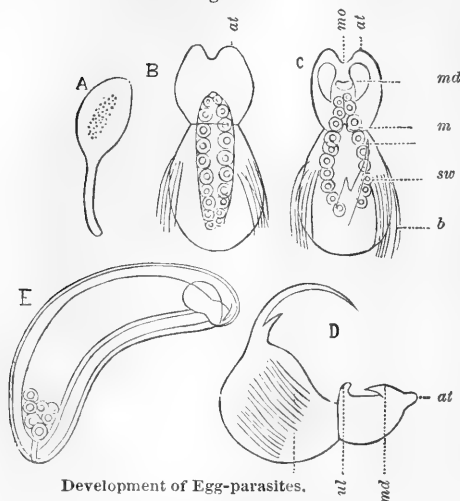 at
mo at
A
B
C
md
m
sw
b
E
D
at
ul
md
Development of Egg-parasites.